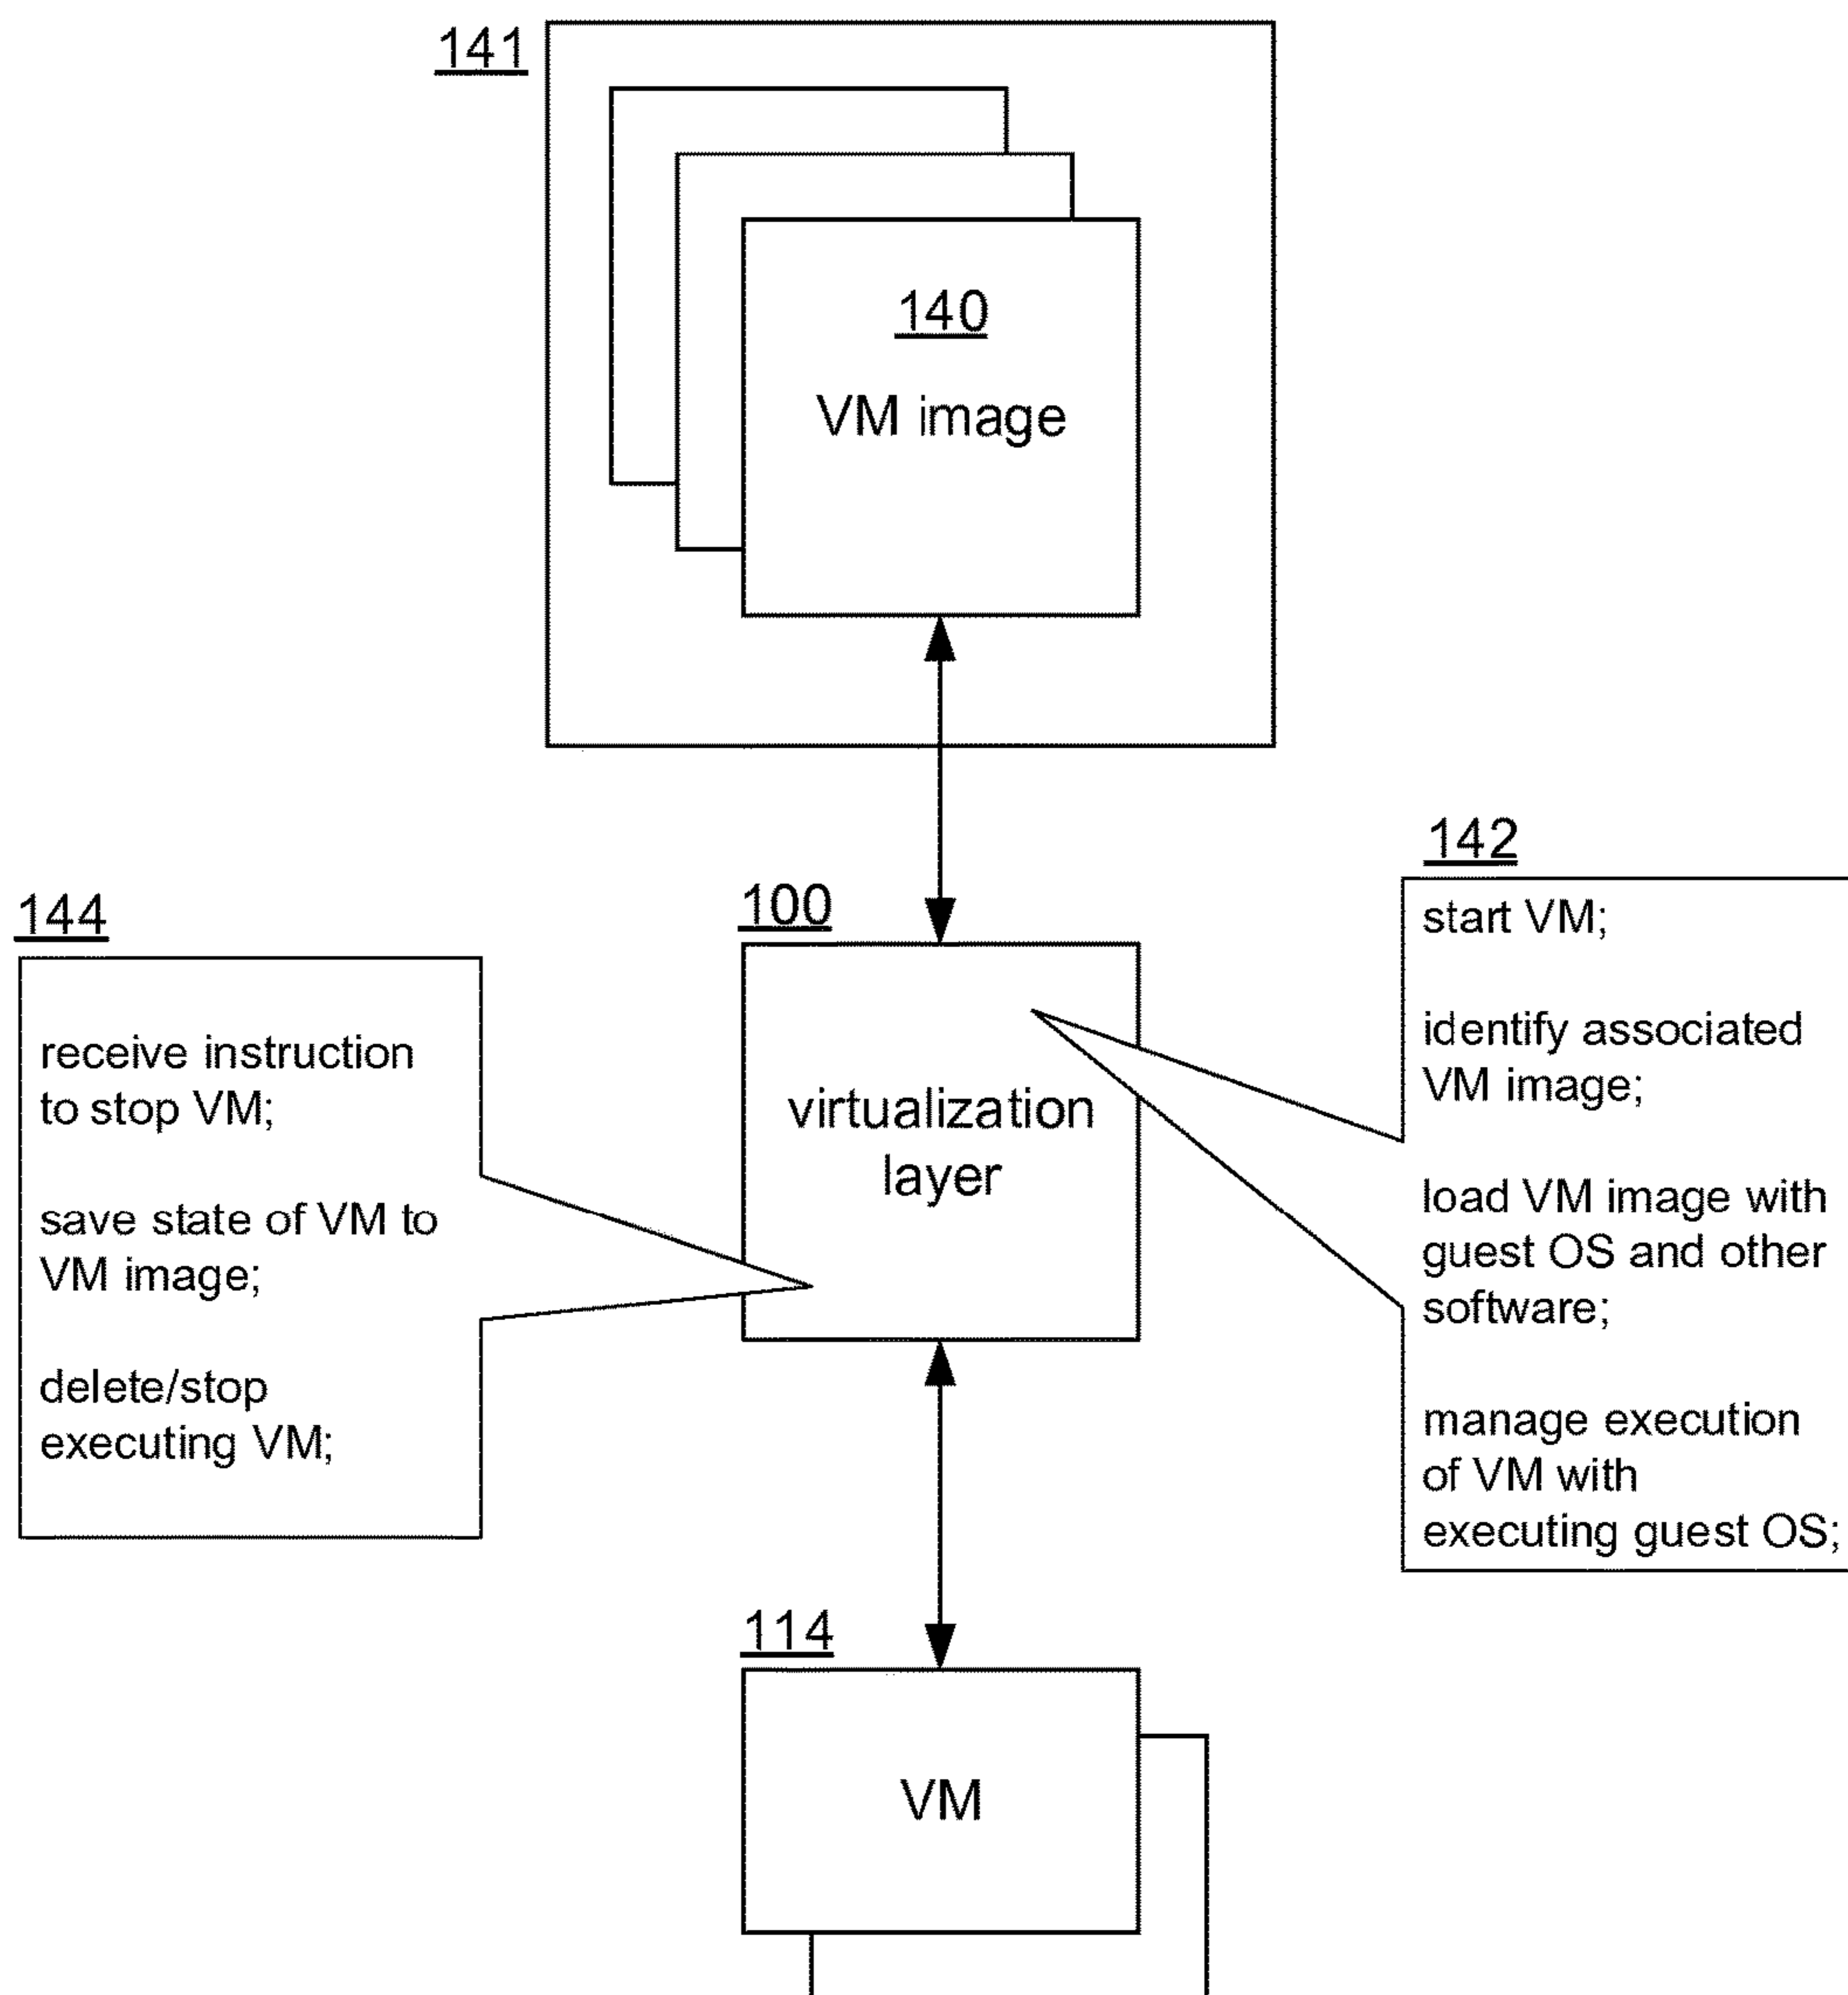 141
140
VM image
142
start VM;
identify associated
VM image;
load VM image with
guest OS and other
software;
manage execution
of VM with
executing guest OS;
144
receive instruction
to stop VM;
save state of VM to
VM image;
delete/stop
executing VM;
100
virtualization
layer
114
VM